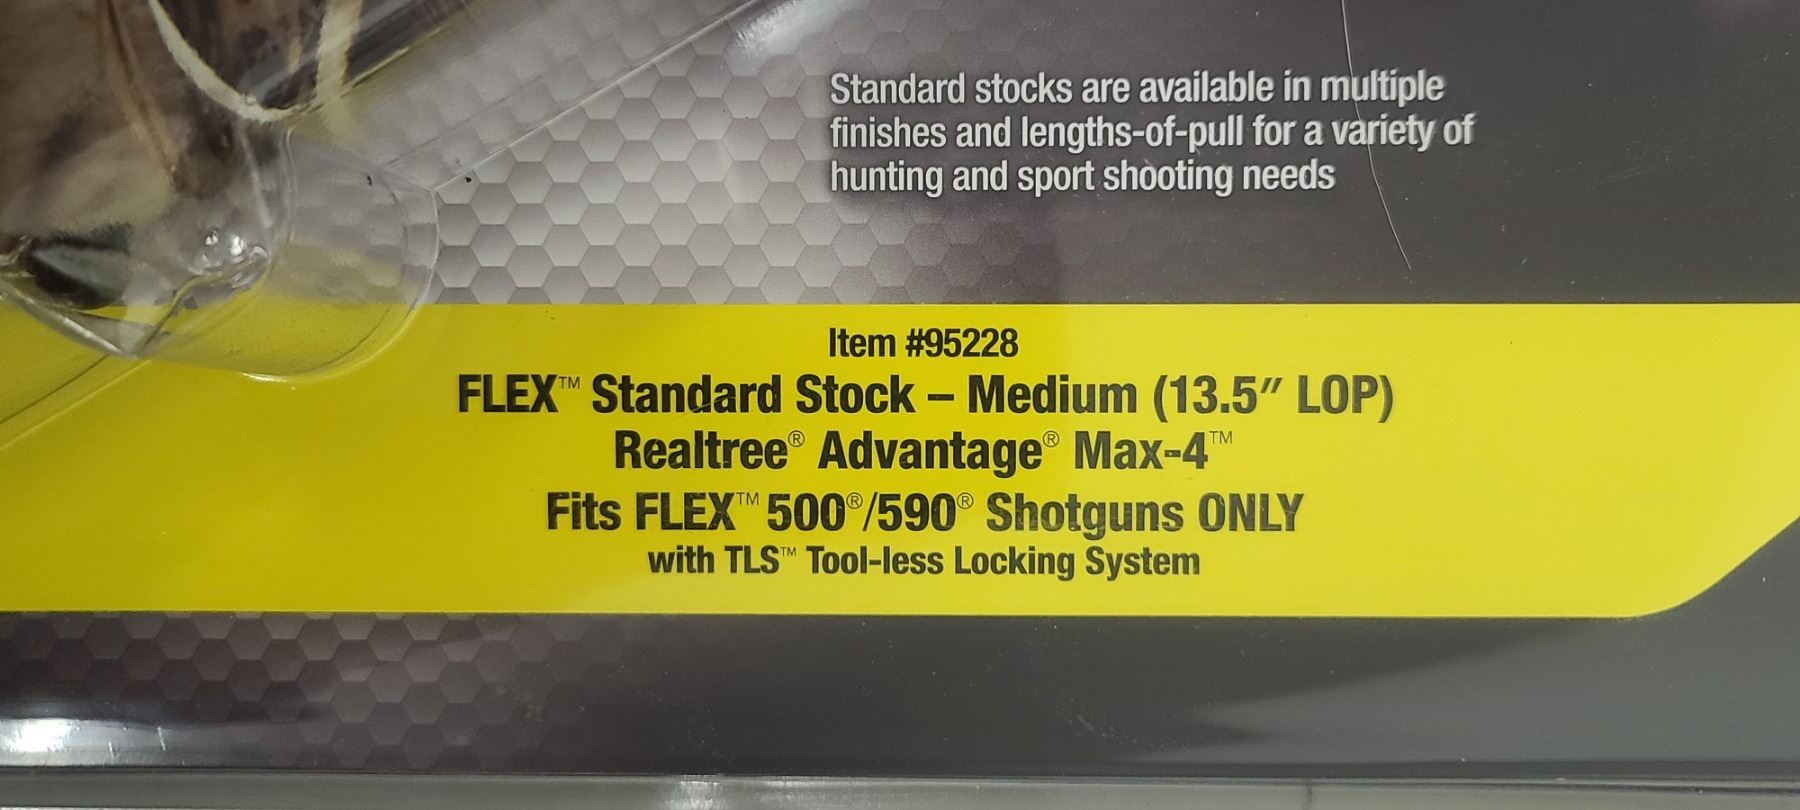 Standard stocks are available in multiple
finishes and lengths-of-pull for a variety of
hunting and sport shooting needs
Item #95228
FLEX™ Standard Stock – Medium (13.5″ LOP)
Realtree® Advantage® Max-4™
Fits FLEX™ 500®/590® Shotguns ONLY
with TLS™ Tool-less Locking System